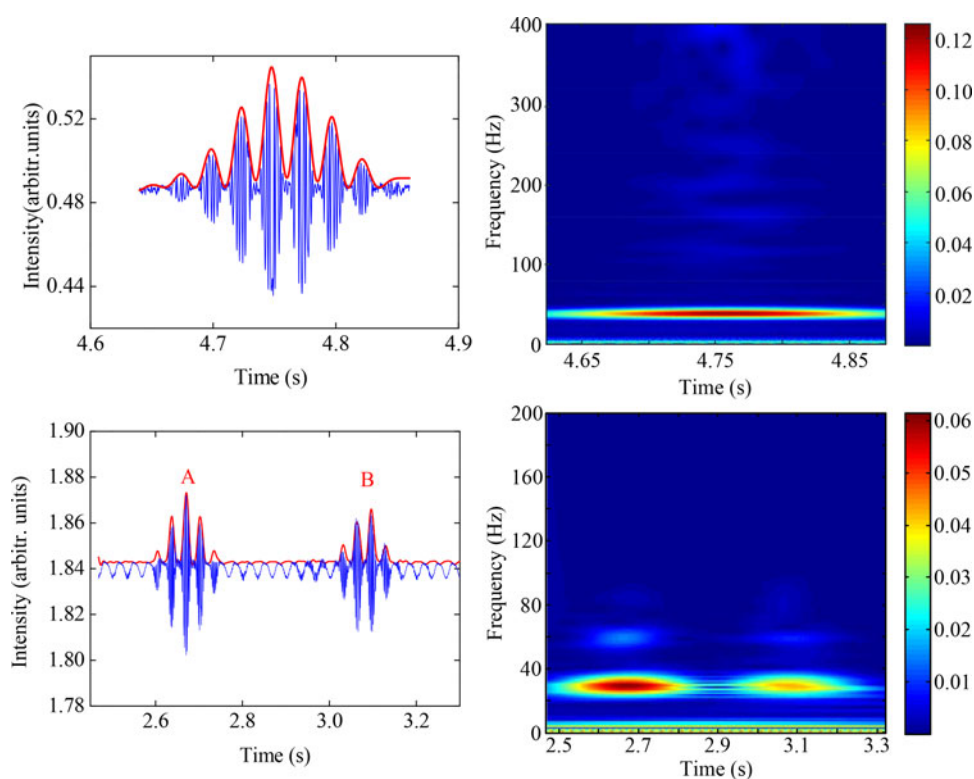 Intensity(arbitr.units)
0.52
0.48
0.44
4.6 4.7 4.8 4.9
Time (s)
Frequency (Hz)
400
300
200
100
0
4.65 4.75 4.85
Time (s)
0.12
0.10
0.08
0.06
0.04
0.02
Intensity (arbitr. units)
1.90
1.88
1.86
1.84
1.82
1.80
1.78
A B
2.6 2.8 3.0 3.2
Time (s)
Frequency (Hz)
200
160
120
80
40
0
2.5 2.7 2.9 3.1 3.3
Time (s)
0.06
0.05
0.04
0.03
0.02
0.01